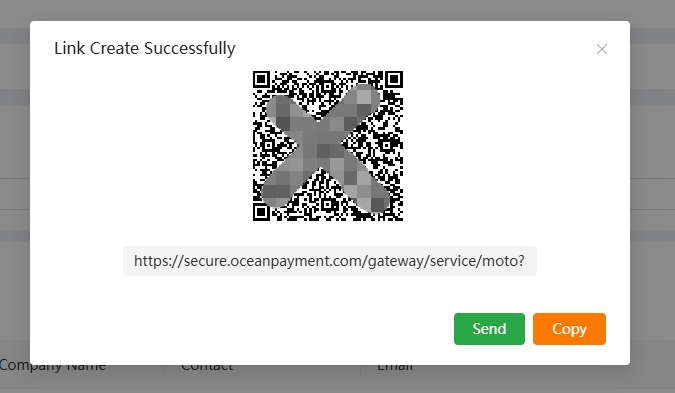 Link Create Successfully
https://secure.oceanpayment.com/gateway/service/moto?
Send
Copy
Company Name
Contact
Email